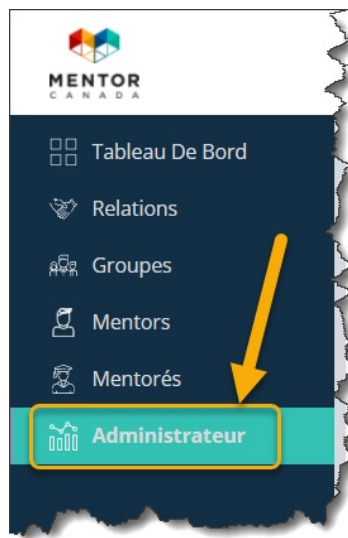 MENTOR
CANADA
Tableau De Bord
Relations
Groupes
Mentors
Mentorés
Administrateur